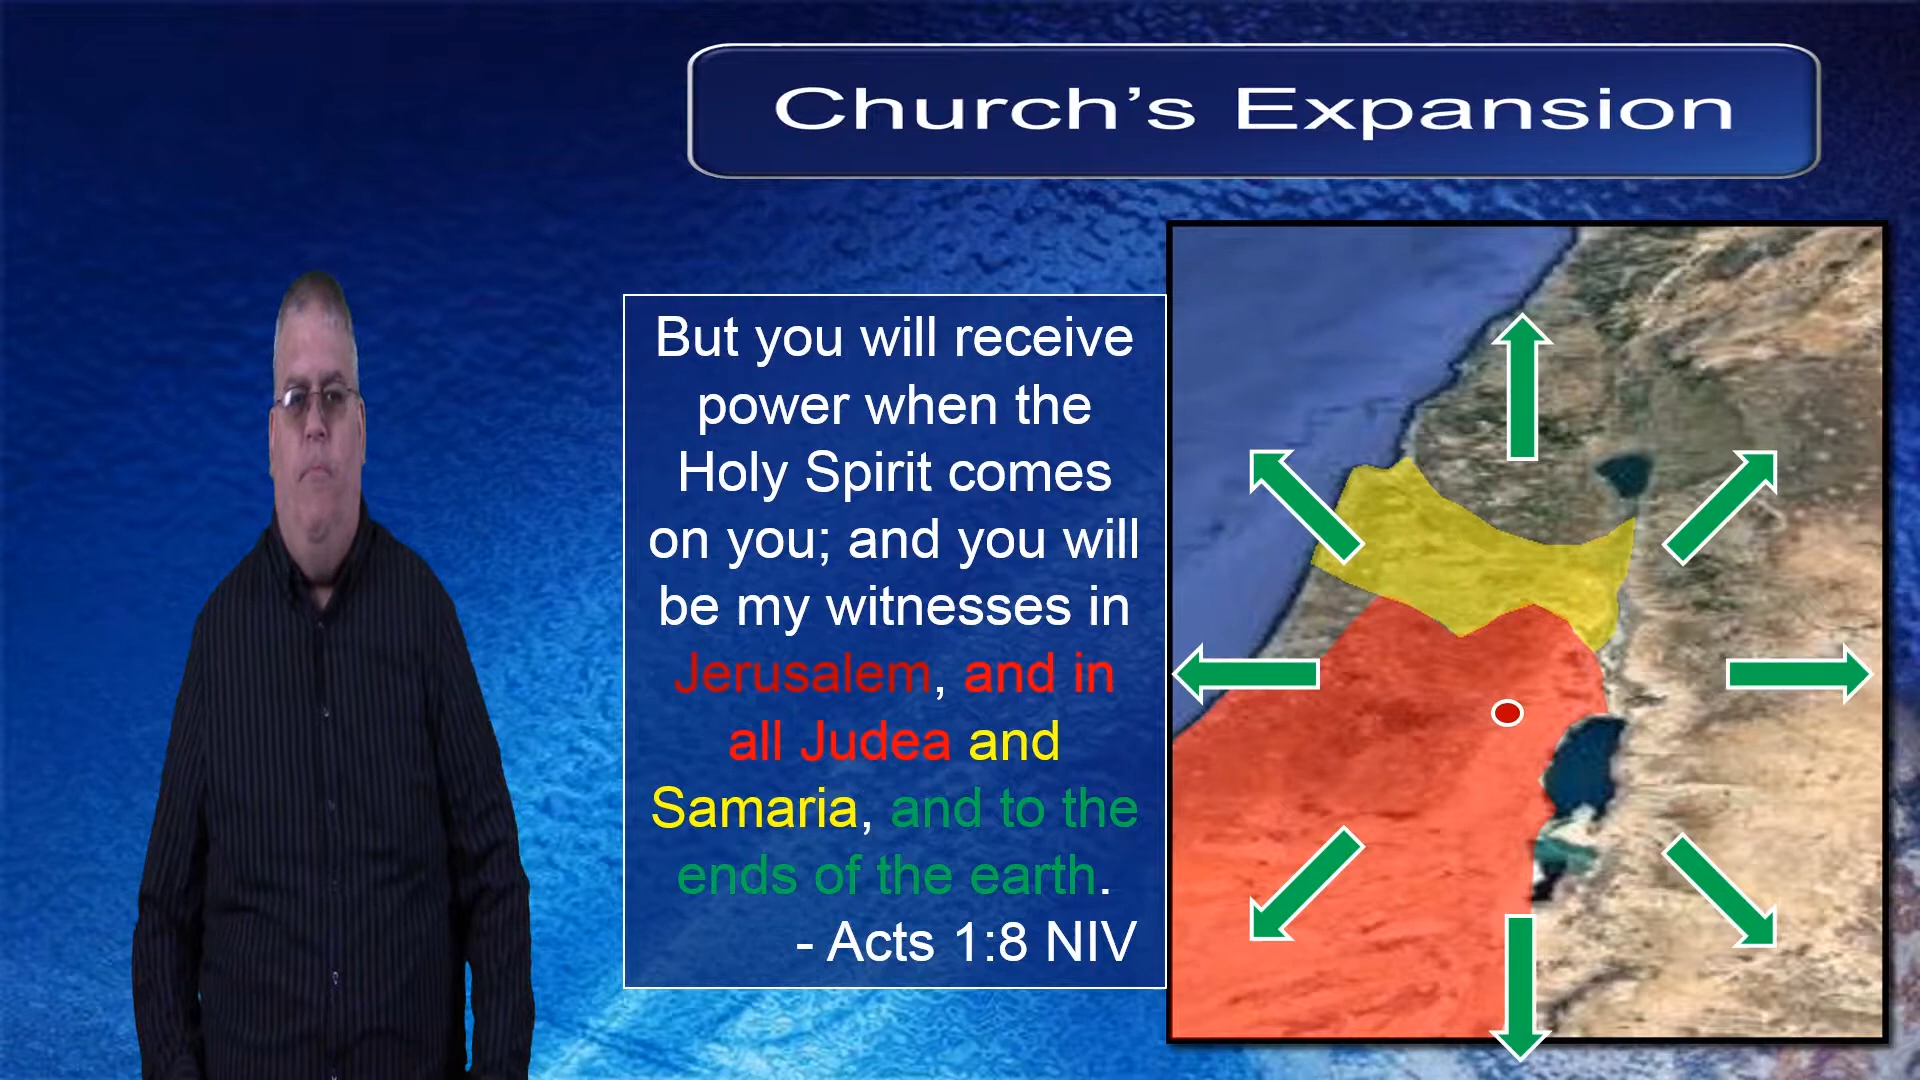 Church’s Expansion
But you will receive
power when the
Holy Spirit comes
on you; and you will
be my witnesses in
Jerusalem, and in
all Judea and
Samaria, and to the
ends of the earth.
- Acts 1:8 NIV